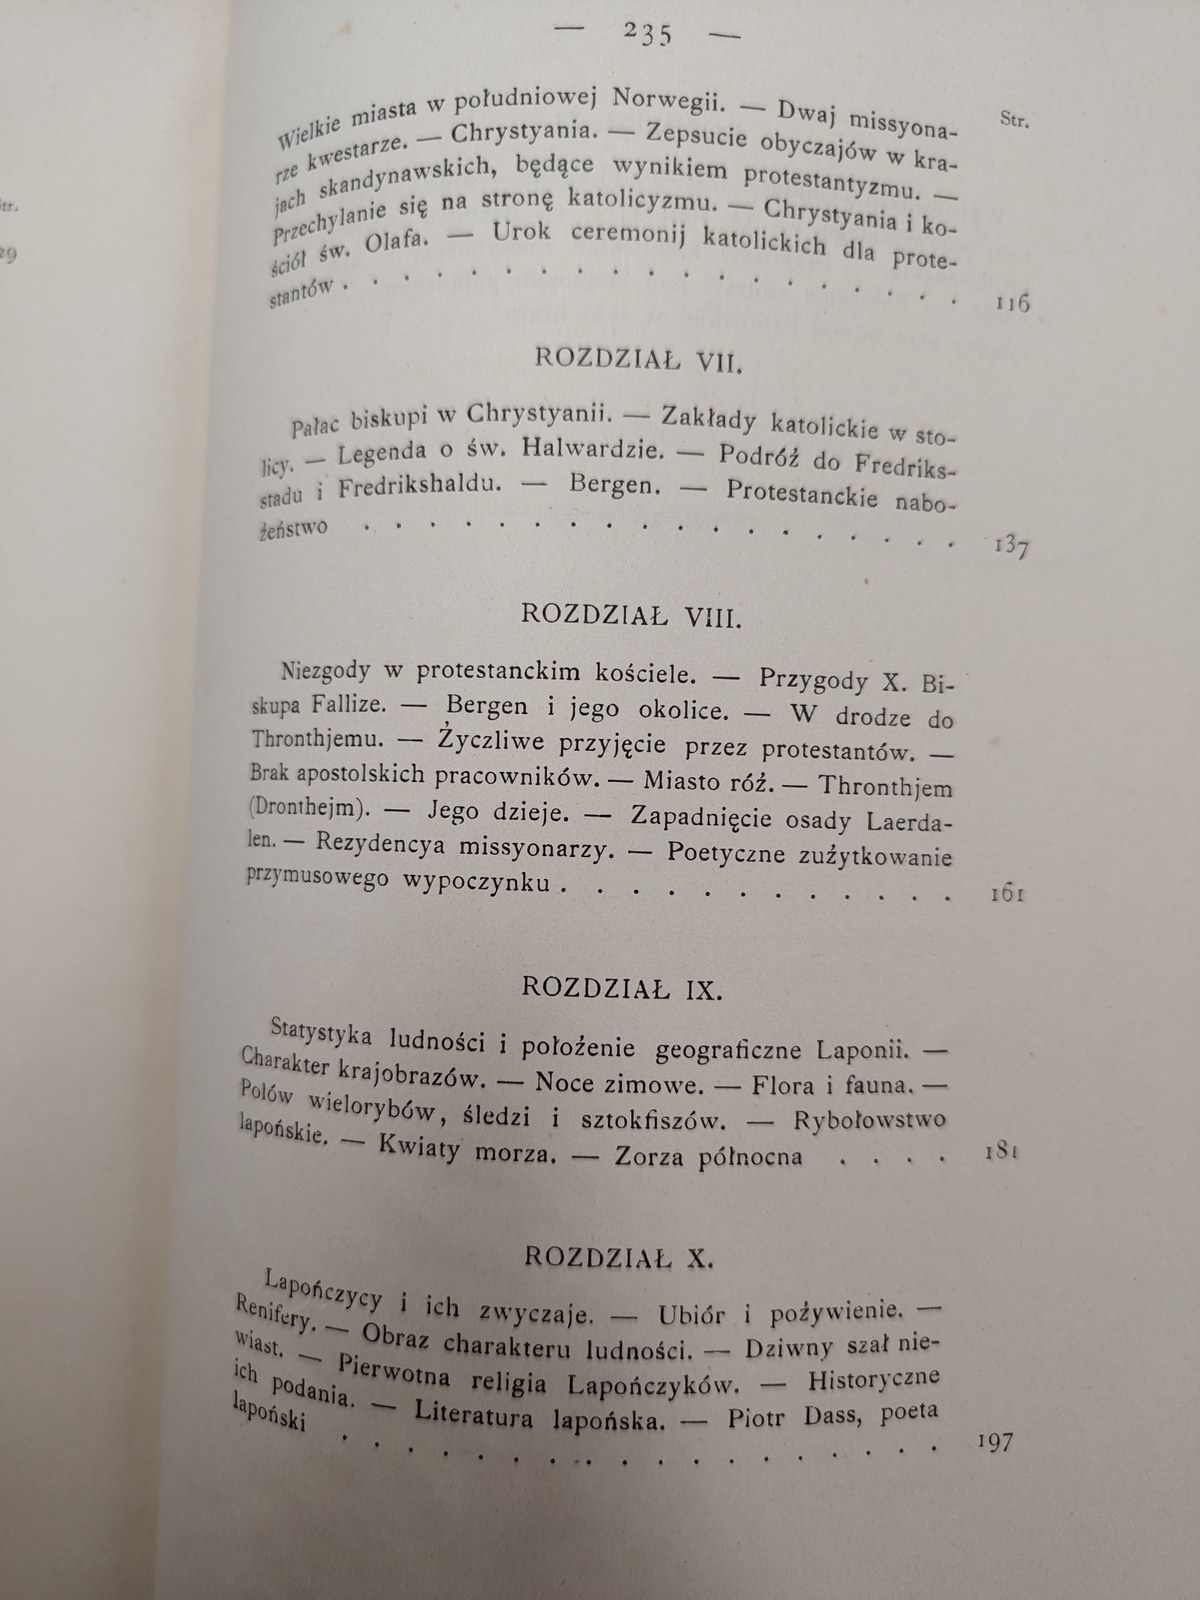 — 235 —
Str.
Wielkie miasta w południowej Norwegii. — Dwaj missyona-
rze kwestarze. — Chrystyania. — Zepsucie obyczajów w kra-
jach skandynawskich, będące wynikiem protestantyzmu. —
Przechylanie się na stronę katolicyzmu. — Chrystyania i ko-
ściół św. Olafa. — Urok ceremonij katolickich dla prote-
stantów . . . . . . . . . . . . . . . . . . . 116
ROZDZIAŁ VII.
Pałac biskupi w Chrystyanii. — Zakłady katolickie w sto-
licy. — Legenda o św. Halwardzie. — Podróż do Fredriks-
stadu i Fredrikshaldu. — Bergen. — Protestanckie nabo-
żeństwo . . . . . . . . . . . . . . . . . . 137
ROZDZIAŁ VIII.
Niezgody w protestanckim kościele. — Przygody X. Bi-
skupa Fallize. — Bergen i jego okolice. — W drodze do
Thronthjemu. — Życzliwe przyjęcie przez protestantów. —
Brak apostolskich pracowników. — Miasto róż. — Thronthjem
(Dronthejm). — Jego dzieje. — Zapadnięcie osady Laerda-
len. — Rezydencya missyonarzy. — Poetyczne zużytkowanie
przymusowego wypoczynku . . . . . . . . . . . . 161
ROZDZIAŁ IX.
Statystyka ludności i położenie geograficzne Laponii. —
Charakter krajobrazów. — Noce zimowe. — Flora i fauna. —
Połów wielorybów, śledzi i sztokfiszów. — Rybołowstwo
lapońskie. — Kwiaty morza. — Zorza północna . . . . 181
ROZDZIAŁ X.
Lapończycy i ich zwyczaje. — Ubiór i pożywienie. —
Renifery. — Obraz charakteru ludności. — Dziwny szał nie-
wiast. — Pierwotna religia Lapończyków. — Historyczne
ich podania. — Literatura lapońska. — Piotr Dass, poeta
lapoński . . . . . . . . . . . . . . . . . . 197